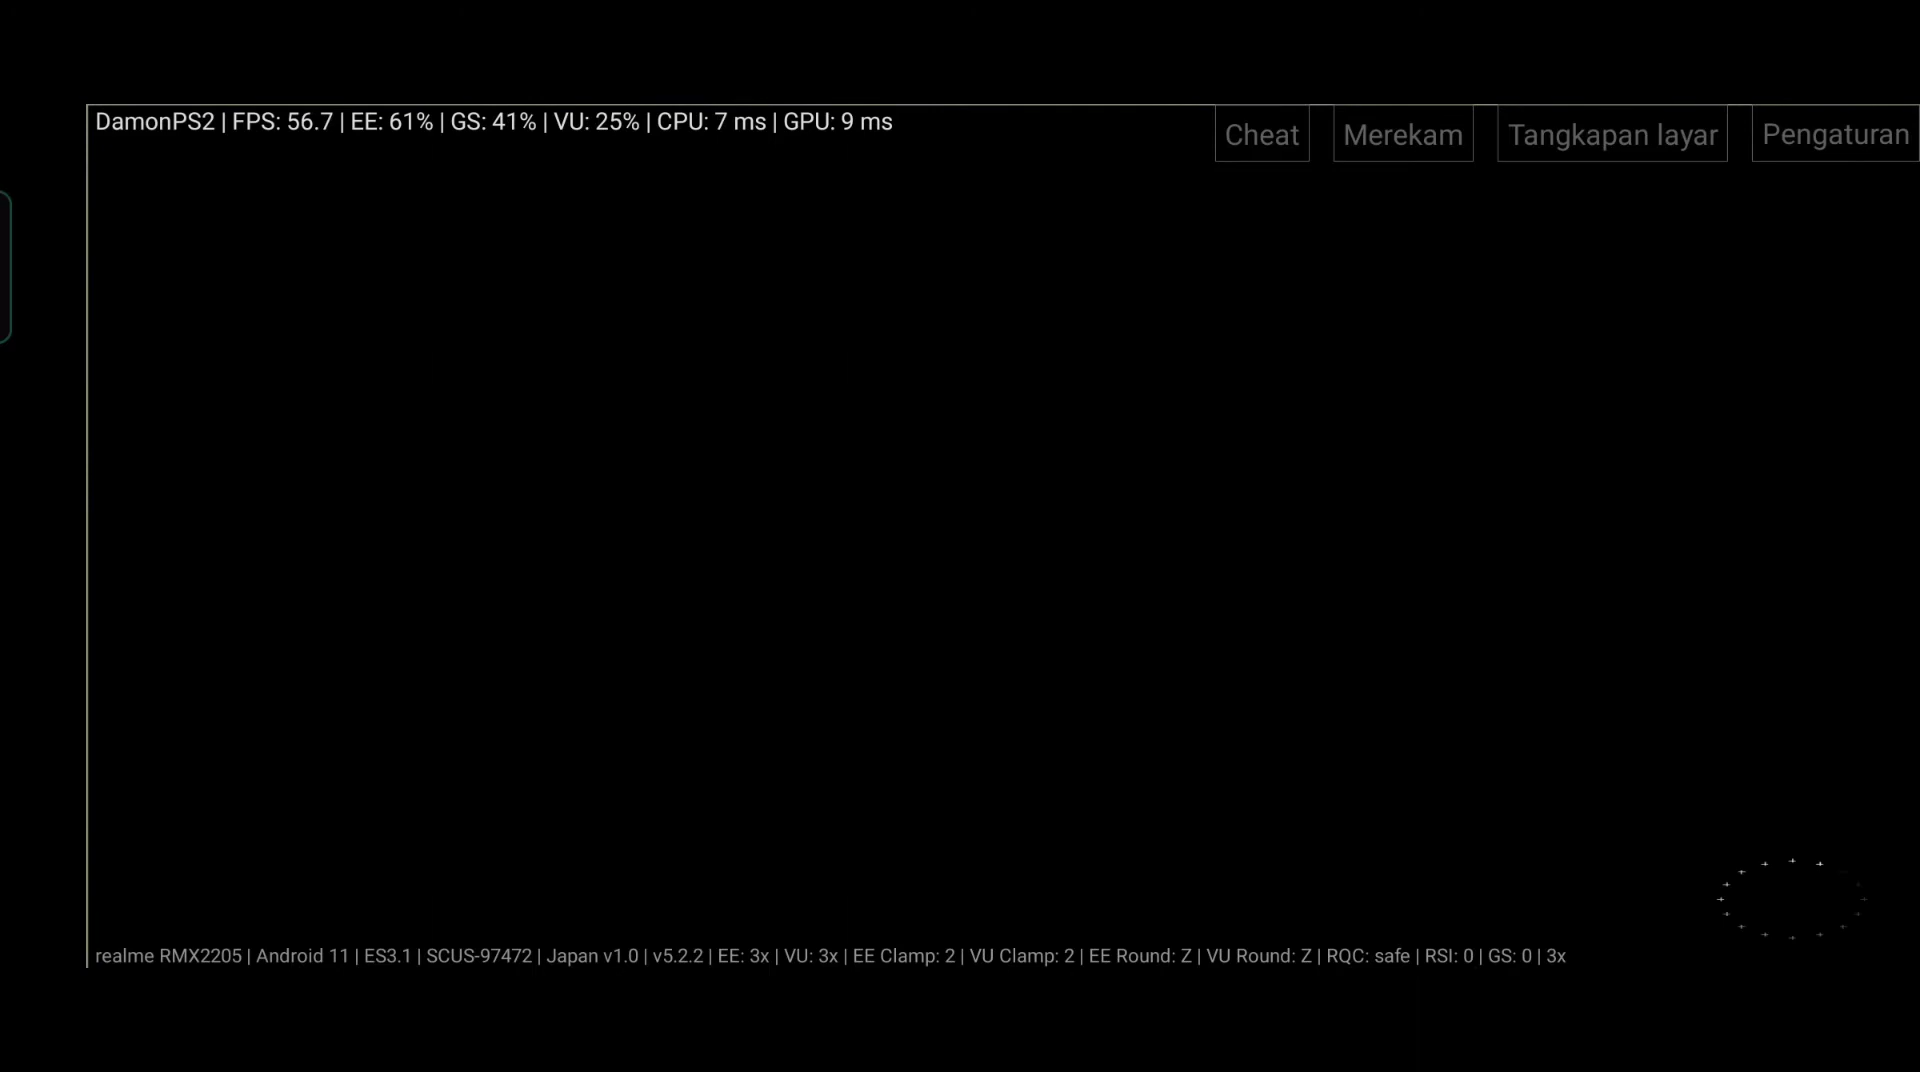 DamonPS2 | FPS: 56.7 | EE: 61% | GS: 41% | VU: 25% | CPU: 7 ms | GPU: 9 ms
Cheat
Merekam
Tangkapan layar
Pengaturan
realme RMX2205 | Android 11 | ES3.1 | SCUS-97472 | Japan v1.0 | v5.2.2 | EE: 3x | VU: 3x | EE Clamp: 2 | VU Clamp: 2 | EE Round: Z | VU Round: Z | RQC: safe | RSI: 0 | GS: 0 | 3x